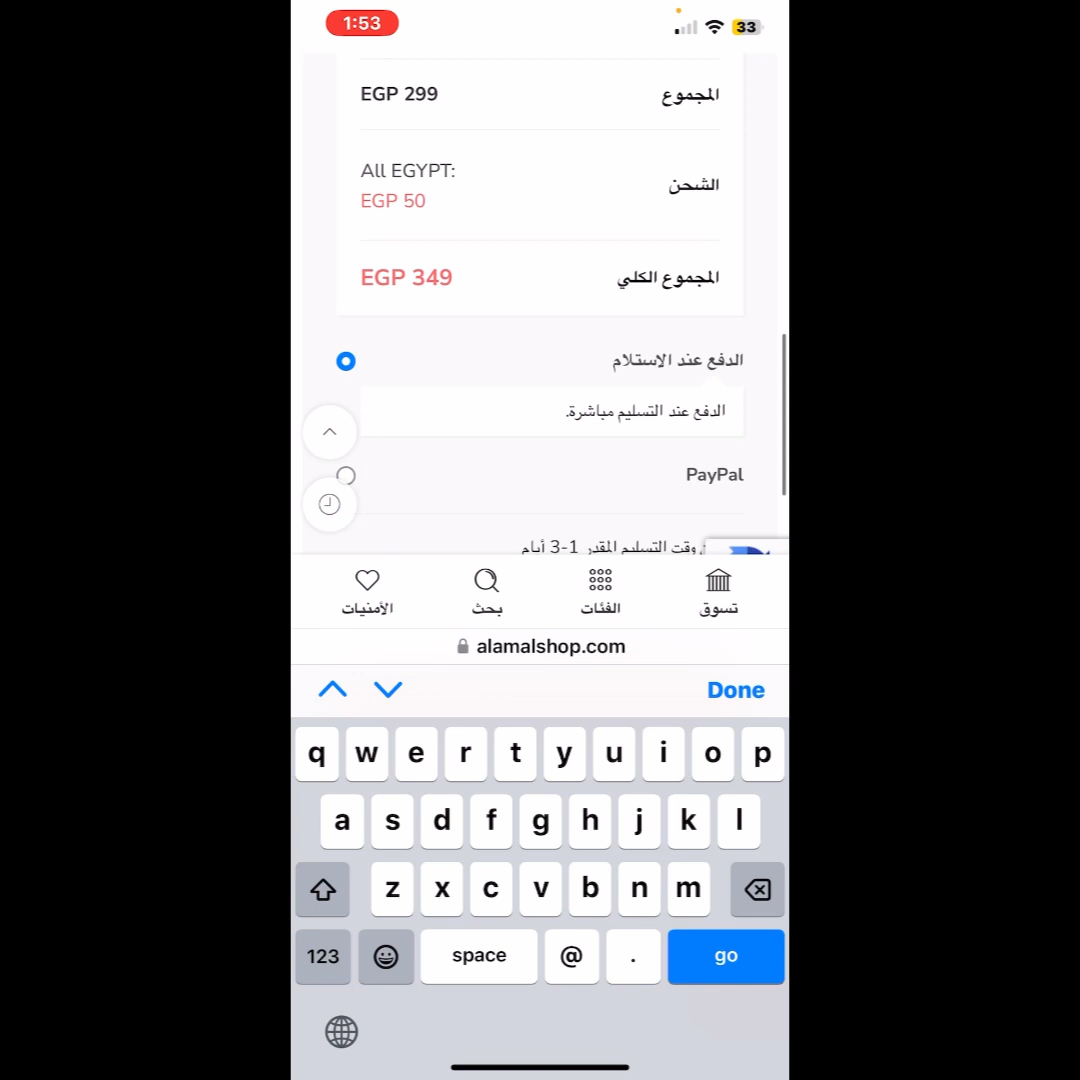 1:53
33
المجموع
EGP 299
All EGYPT:
الشحن
EGP 50
المجموع الكلي
EGP 349
الدفع عند الاستلام
الدفع عند التسليم مباشرة.
PayPal
وقت التسليم المقدر 1-3 أيام
تسوق
الفئات
بحث
الأمنيات
alamalshop.com
Done
q w e r t y u i o p
a s d f g h j k l
z x c v b n m
123 space @ . go